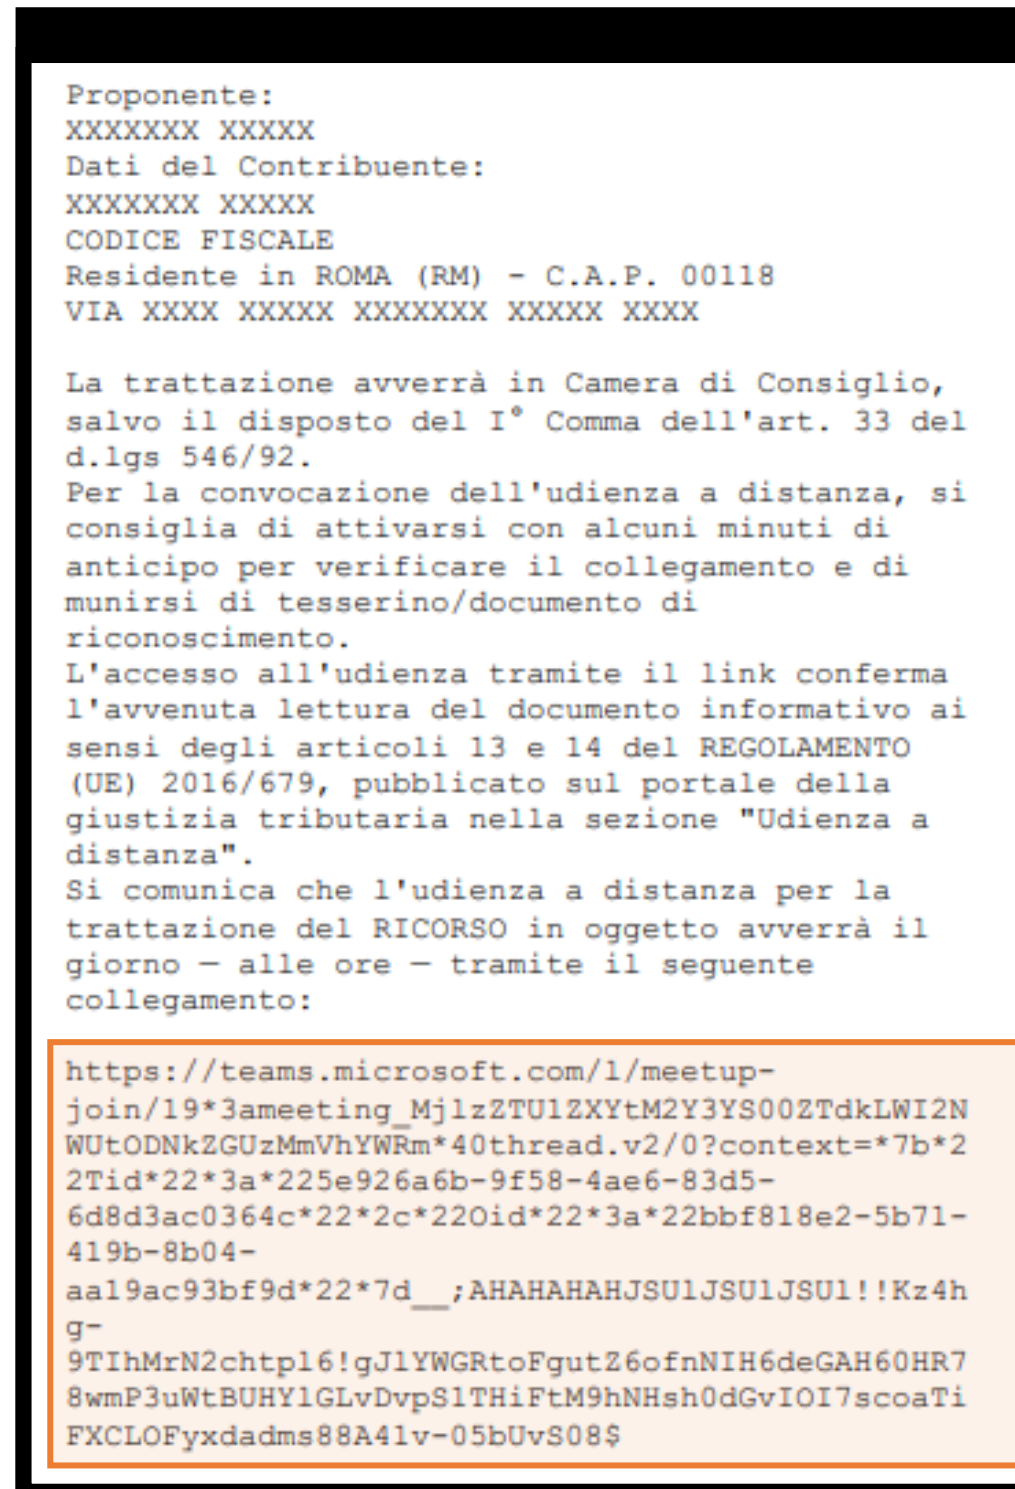 Proponente:
XXXXXXX XXXXX
Dati del Contribuente:
XXXXXXX XXXXX
CODICE FISCALE
Residente in ROMA (RM) - C.A.P. 00118
VIA XXXX XXXXX XXXXXXX XXXXX XXXX
La trattazione avverrà in Camera di Consiglio,
salvo il disposto del I° Comma dell'art. 33 del
d.lgs 546/92.
Per la convocazione dell'udienza a distanza, si
consiglia di attivarsi con alcuni minuti di
anticipo per verificare il collegamento e di
munirsi di tesserino/documento di
riconoscimento.
L'accesso all'udienza tramite il link conferma
l'avvenuta lettura del documento informativo ai
sensi degli articoli 13 e 14 del REGOLAMENTO
(UE) 2016/679, pubblicato sul portale della
giustizia tributaria nella sezione "Udienza a
distanza".
Si comunica che l'udienza a distanza per la
trattazione del RICORSO in oggetto avverrà il
giorno — alle ore — tramite il seguente
collegamento:
https://teams.microsoft.com/l/meetup-
join/19*3ameeting_MjlzZTU1ZXYtM2Y3YS00ZTdkLWI2N
WUtODNkZGUzMmVhYWRm*40thread.v2/0?context=*7b*2
2Tid*22*3a*225e926a6b-9f58-4ae6-83d5-
6d8d3ac0364c*22*2c*22Oid*22*3a*22bbf818e2-5b71-
419b-8b04-
aa19ac93bf9d*22*7d__;AHAHAHAHJSUlJSUlJSUl!!Kz4h
g-
9TIhMrN2chtpl6!gJlYWGRtoFgutZ6ofnNIH6deGAH60HR7
8wmP3uWtBUHYlGLvDvpSlTHiFtM9hNHsh0dGvIOI7scoaTi
FXCLOFyxdadms88A41v-05bUvS08$